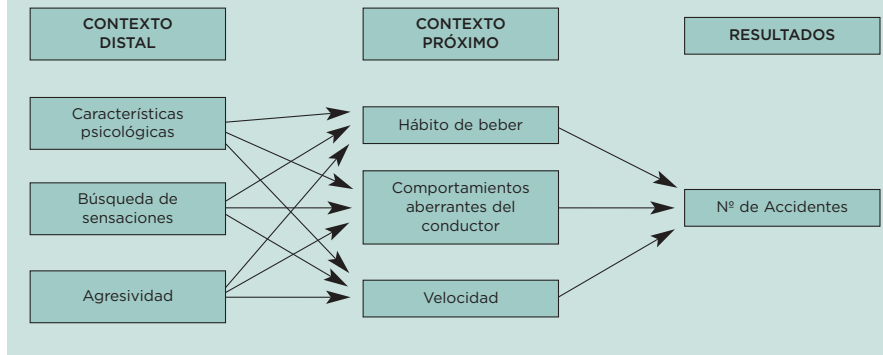 CONTEXTO
DISTAL
CONTEXTO
PRÓXIMO
RESULTADOS
Características
psicológicas
Búsqueda de
sensaciones
Agresividad
Hábito de beber
Comportamientos
aberrantes del
conductor
Velocidad
Nº de Accidentes